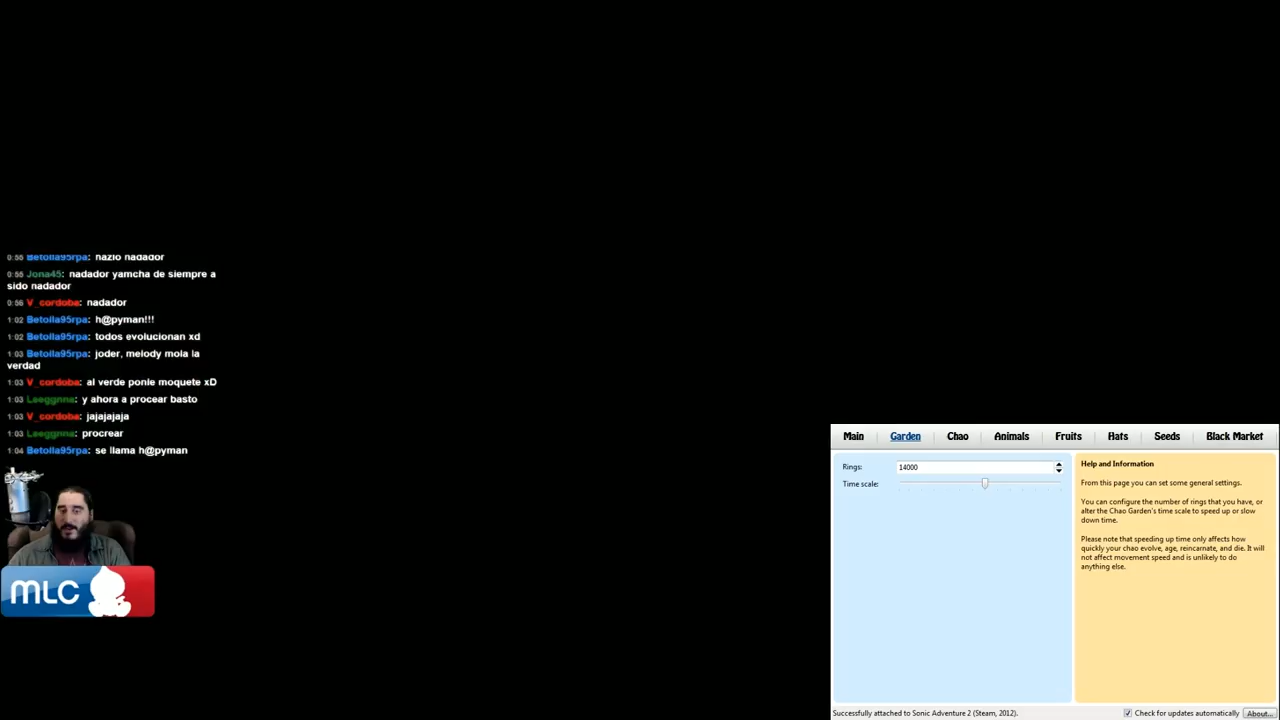 0:55 Betolla95rpa: nazio nadador
0:55 Jona45: nadador yamcha de siempre a
sido nadador
0:56 V_cordoba: nadador
1:02 Betolla95rpa: h@pyman!!!
1:02 Betolla95rpa: todos evolucionan xd
1:03 Betolla95rpa: joder, melody mola la
verdad
1:03 V_cordoba: al verde ponle moquete xD
1:03 Laeggnna: y ahora a procear basto
1:03 V_cordoba: jajajajaja
1:03 Laeggnna: procrear
1:04 Betolla95rpa: se llama h@pyman
MLC
Main Garden Chao Animals Fruits Hats Seeds Black Market
Rings: 14000
Time scale:
Help and Information
From this page you can set some general settings.
You can configure the number of rings that you have, or
alter the Chao Garden's time scale to speed up or slow
down time.
Please note that speeding up time only affects how
quickly your chao evolve, age, reincarnate, and die. It will
not affect movement speed and is unlikely to do
anything else.
Successfully attached to Sonic Adventure 2 (Steam, 2012).
Check for updates automatically About...